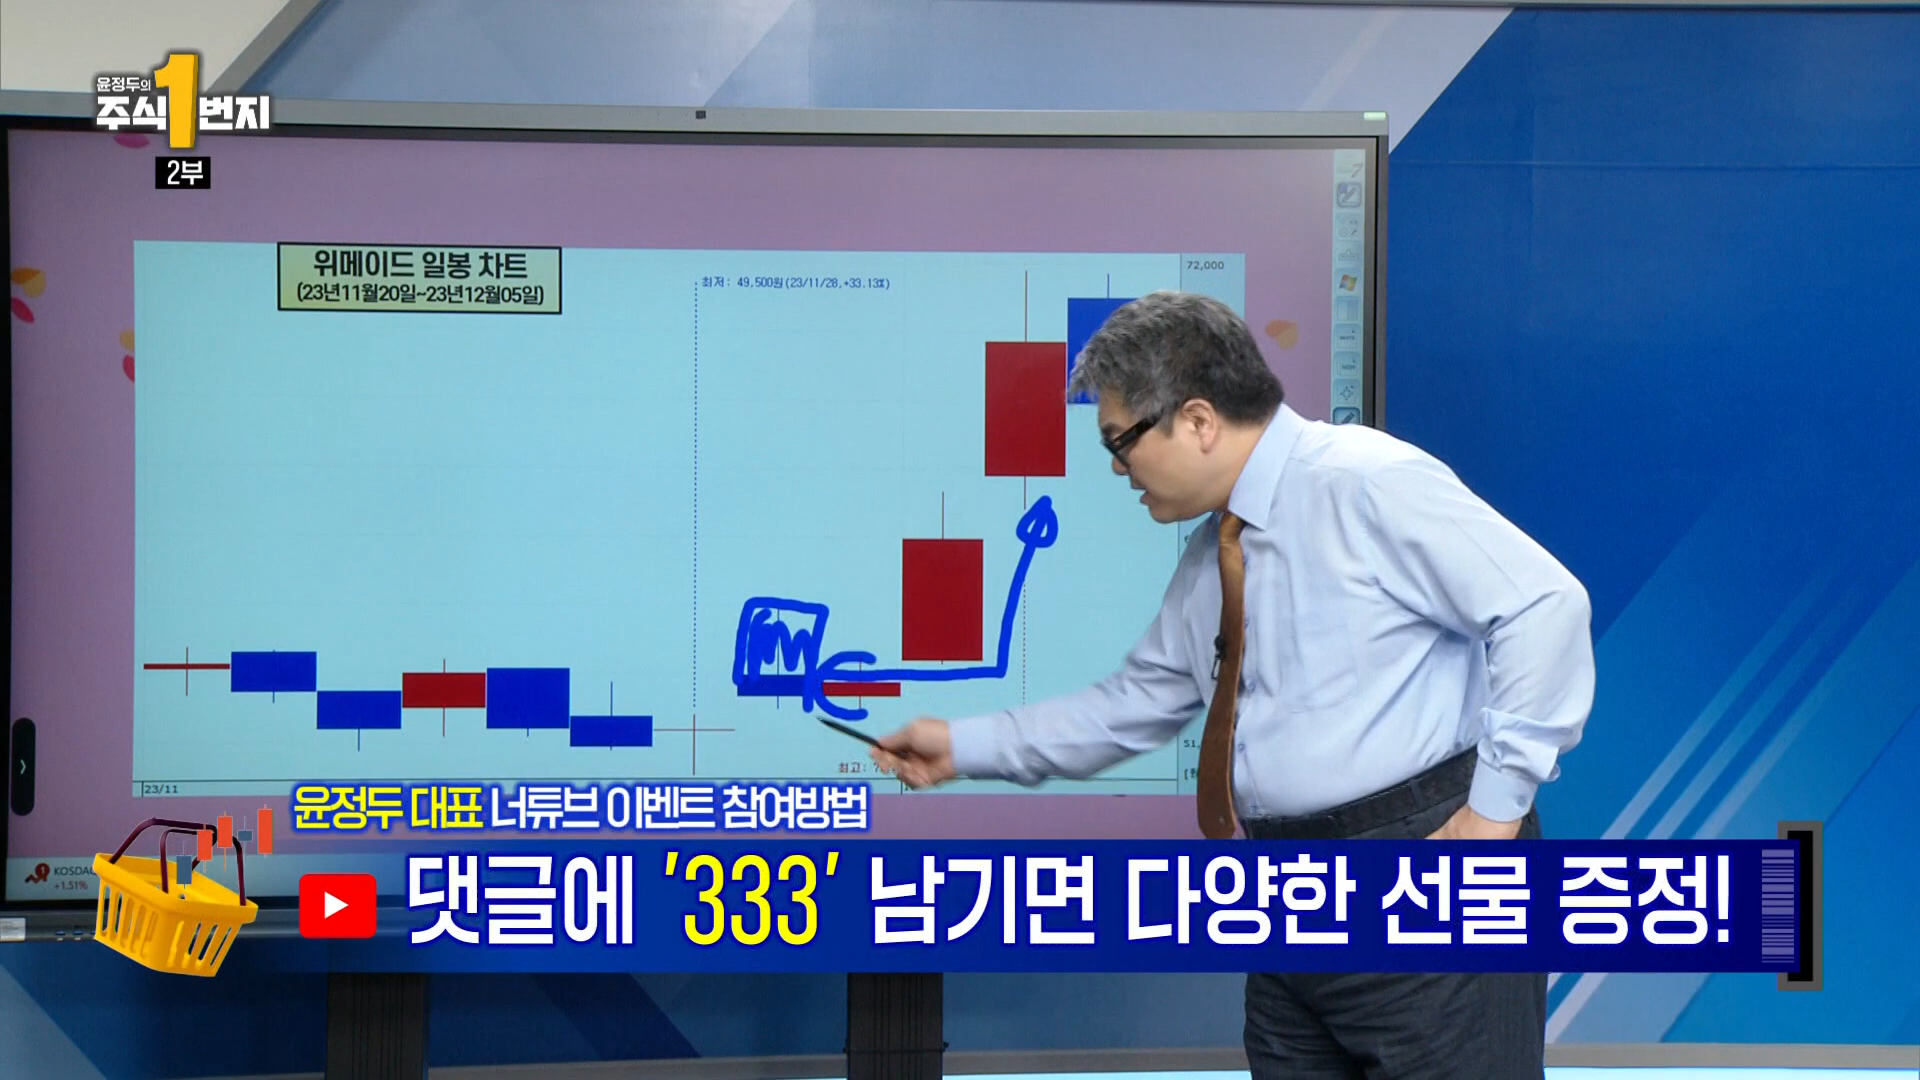 윤정두의
주식1번지
2부
위메이드 일봉 차트
(23년11월20일~23년12월05일)
최저: 49,500원(23/11/28,+33.13%)
72,000
51,
최고: 7
23/11
KOSDAQ
+1.51%
윤정두 대표 너튜브 이벤트 참여방법
댓글에 '333' 남기면 다양한 선물 증정!